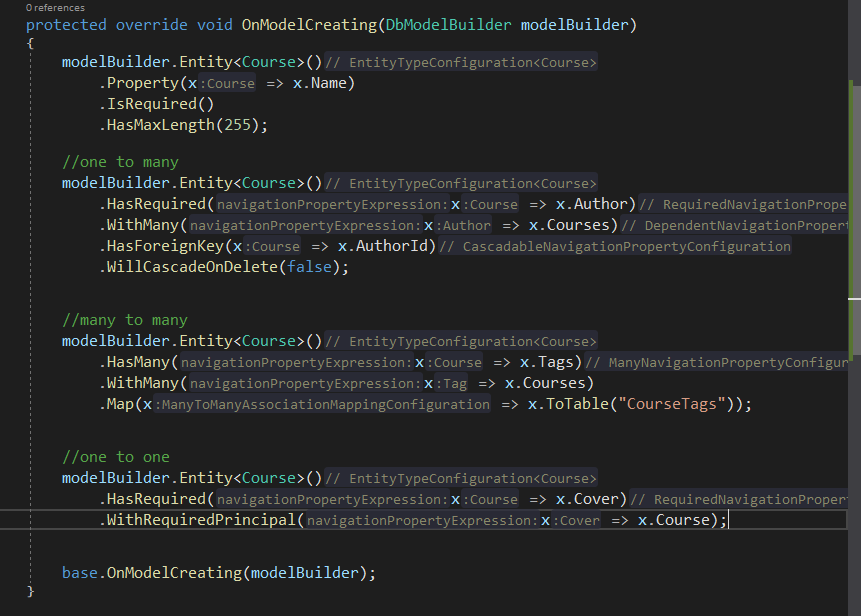 0 references
protected override void OnModelCreating(DbModelBuilder modelBuilder)
{
modelBuilder.Entity<Course>()// EntityTypeConfiguration<Course>
.Property(x:Course => x.Name)
.IsRequired()
.HasMaxLength(255);
//one to many
modelBuilder.Entity<Course>()// EntityTypeConfiguration<Course>
.HasRequired(navigationPropertyExpression:x:Course => x.Author)// RequiredNavigationPrope
.WithMany(navigationPropertyExpression:x:Author => x.Courses)// DependentNavigationPropert
.HasForeignKey(x:Course => x.AuthorId)// CascadableNavigationPropertyConfiguration
.WillCascadeOnDelete(false);
//many to many
modelBuilder.Entity<Course>()// EntityTypeConfiguration<Course>
.HasMany(navigationPropertyExpression:x:Course => x.Tags)// ManyNavigationPropertyConfigur
.WithMany(navigationPropertyExpression:x:Tag => x.Courses)
.Map(x:ManyToManyAssociationMappingConfiguration => x.ToTable("CourseTags"));
//one to one
modelBuilder.Entity<Course>()// EntityTypeConfiguration<Course>
.HasRequired(navigationPropertyExpression:x:Course => x.Cover)// RequiredNavigationProper
.WithRequiredPrincipal(navigationPropertyExpression:x:Cover => x.Course);
base.OnModelCreating(modelBuilder);
}